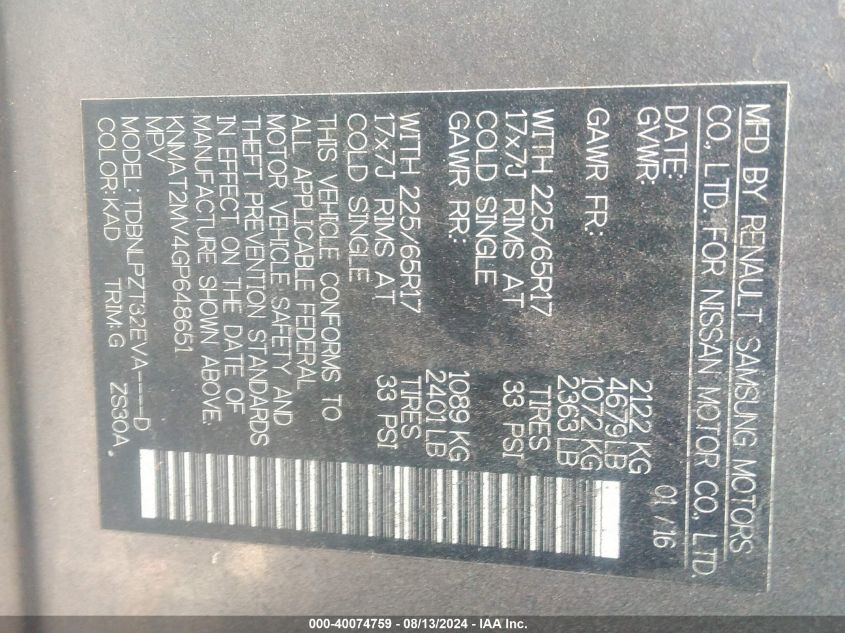 MFD BY RENAULT SAMSUNG MOTORS
CO., LTD. FOR NISSAN MOTOR CO., LTD.
DATE: 01/16
GVWR: 2122 KG
4679 LB
GAWR FR: 1072 KG
2363 LB
WITH 225/65R17 TIRES
17x7J RIMS AT 33 PSI
COLD SINGLE
GAWR RR: 1089 KG
2401 LB
WITH 225/65R17 TIRES
17x7J RIMS AT 33 PSI
COLD SINGLE
THIS VEHICLE CONFORMS TO
ALL APPLICABLE FEDERAL
MOTOR VEHICLE SAFETY AND
THEFT PREVENTION STANDARDS
IN EFFECT ON THE DATE OF
MANUFACTURE SHOWN ABOVE.
KNMAT2MV4GP648651
MPV
MODEL: TDBNLPZT32EVA----D
COLOR:KAD TRIM:G ZS30A
000-40074759 - 08/13/2024 - IAA Inc.